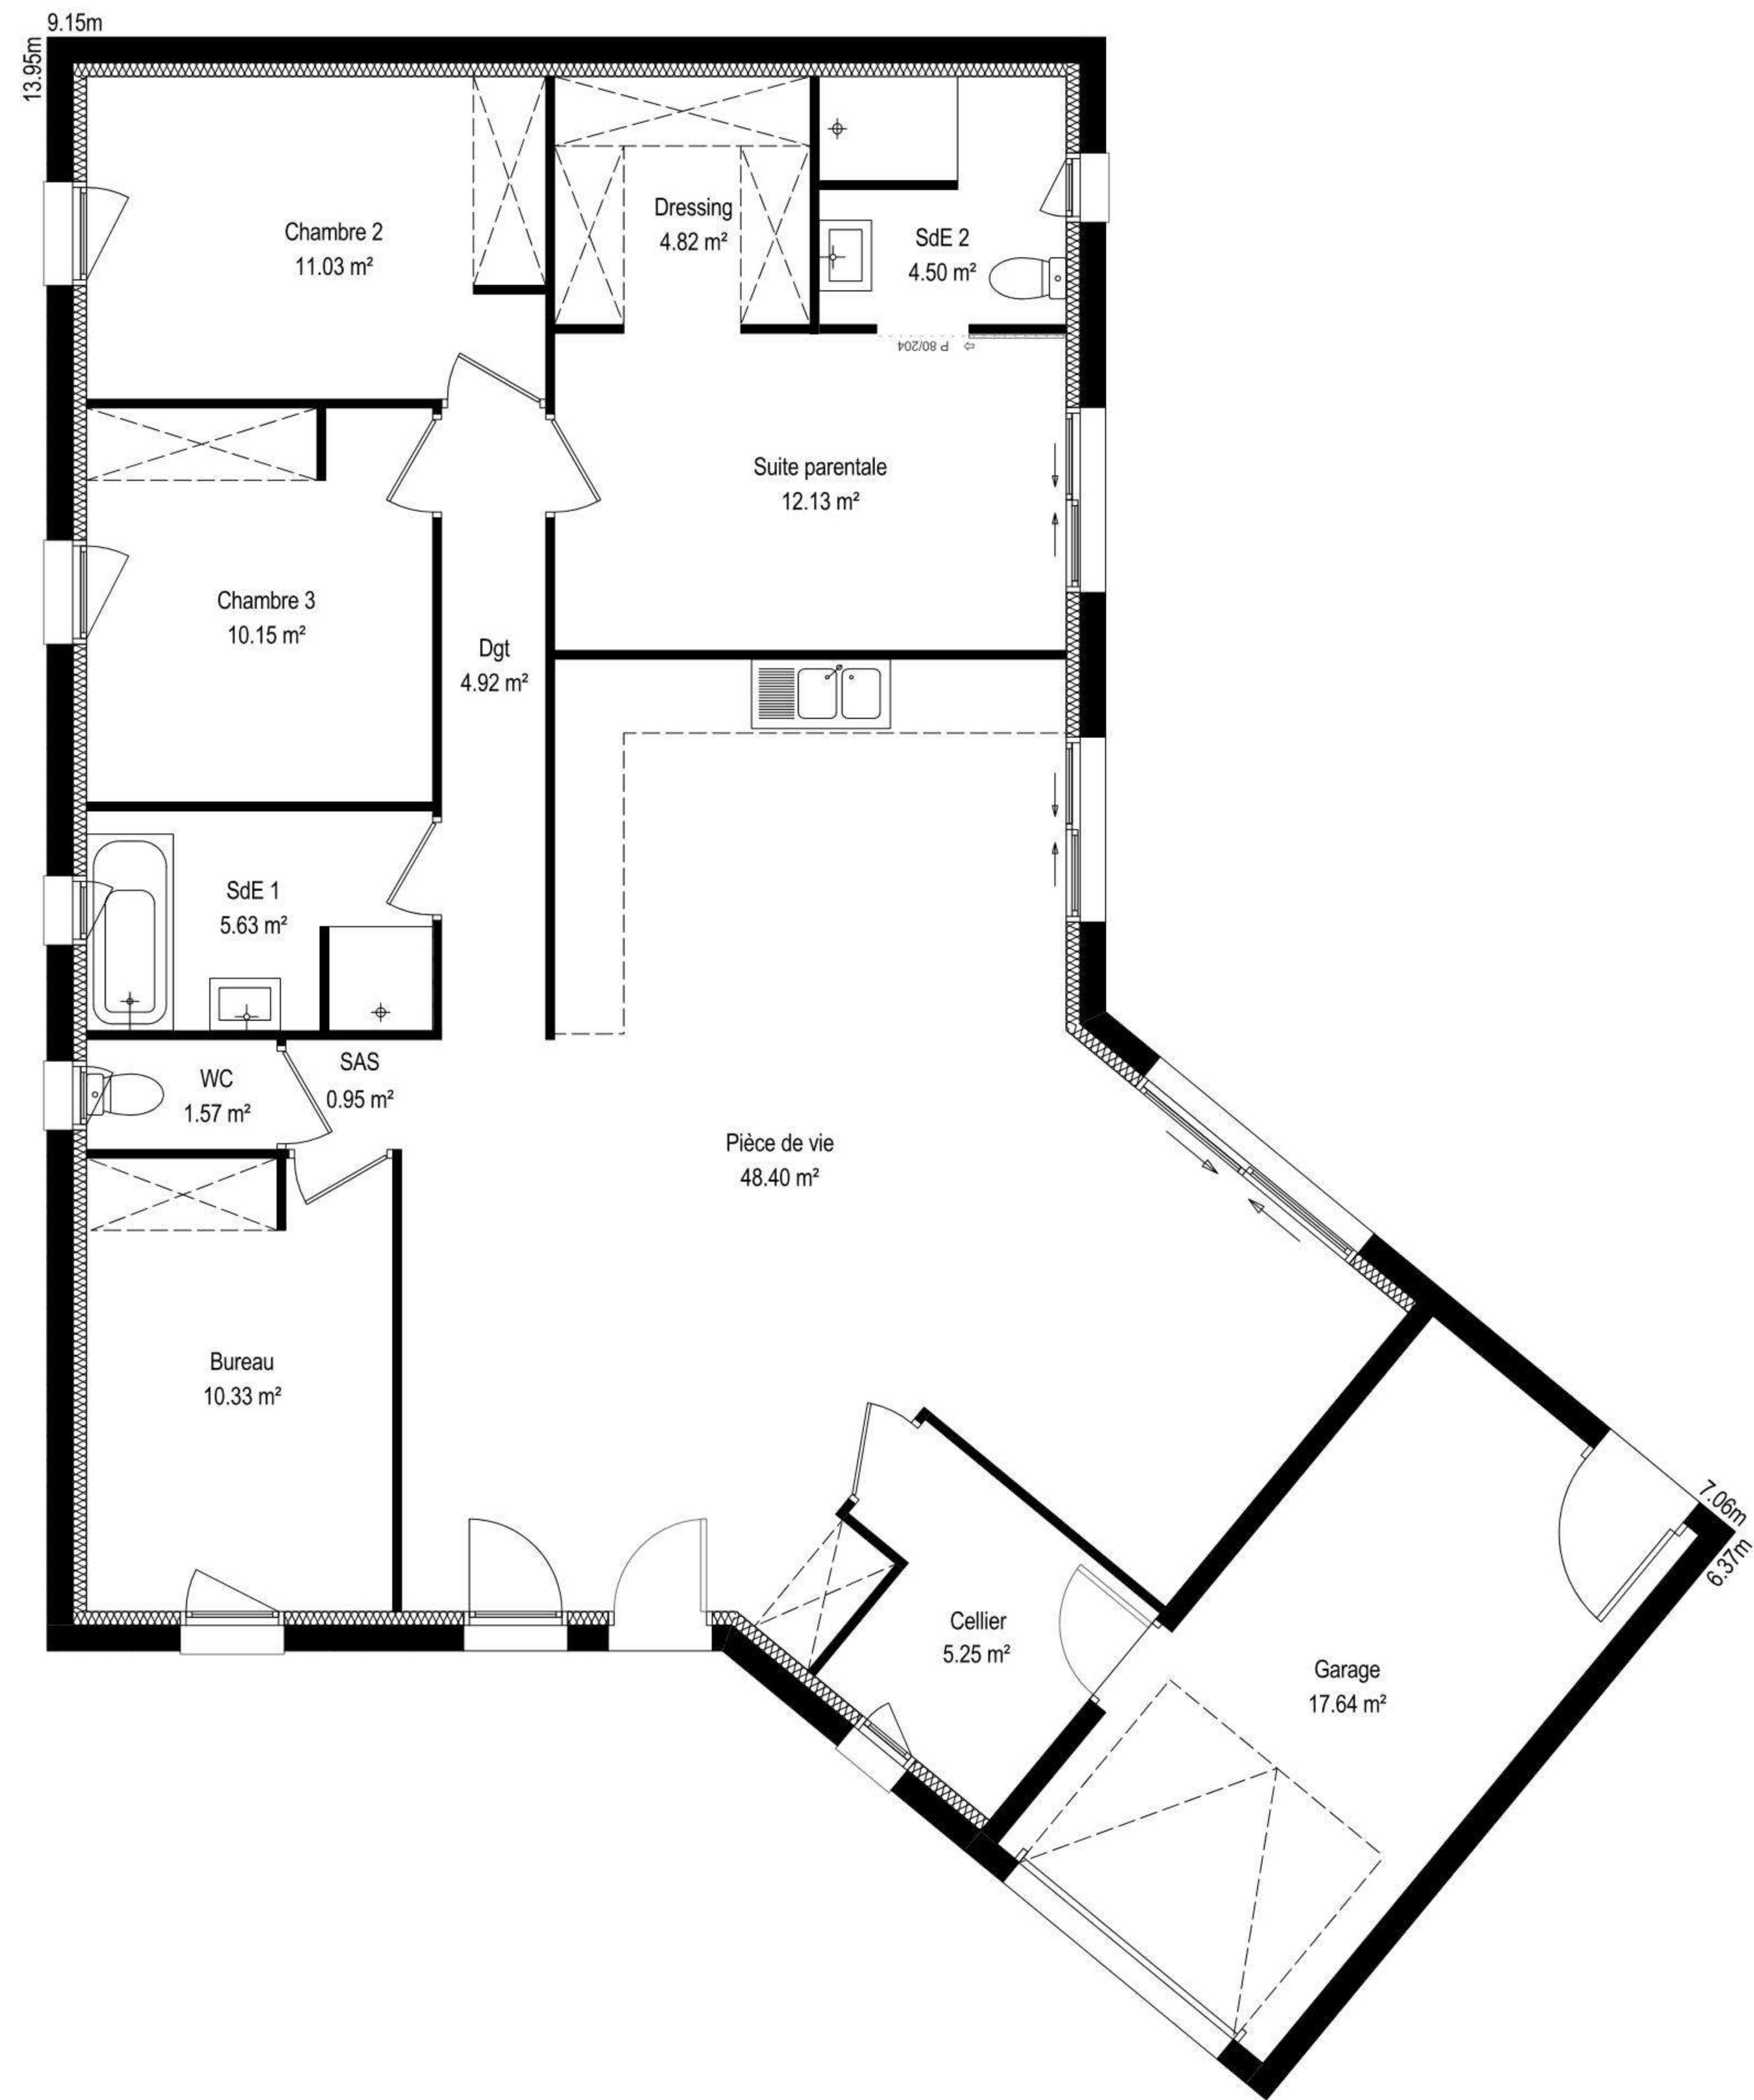 9.15m
13.95m
Chambre 2
11.03 m²
Dressing
4.82 m²
SdE 2
4.50 m²
P 80/204
Suite parentale
12.13 m²
Chambre 3
10.15 m²
Dgt
4.92 m²
SdE 1
5.63 m²
WC
1.57 m²
SAS
0.95 m²
Pièce de vie
48.40 m²
Bureau
10.33 m²
7.06m
6.37m
Cellier
5.25 m²
Garage
17.64 m²